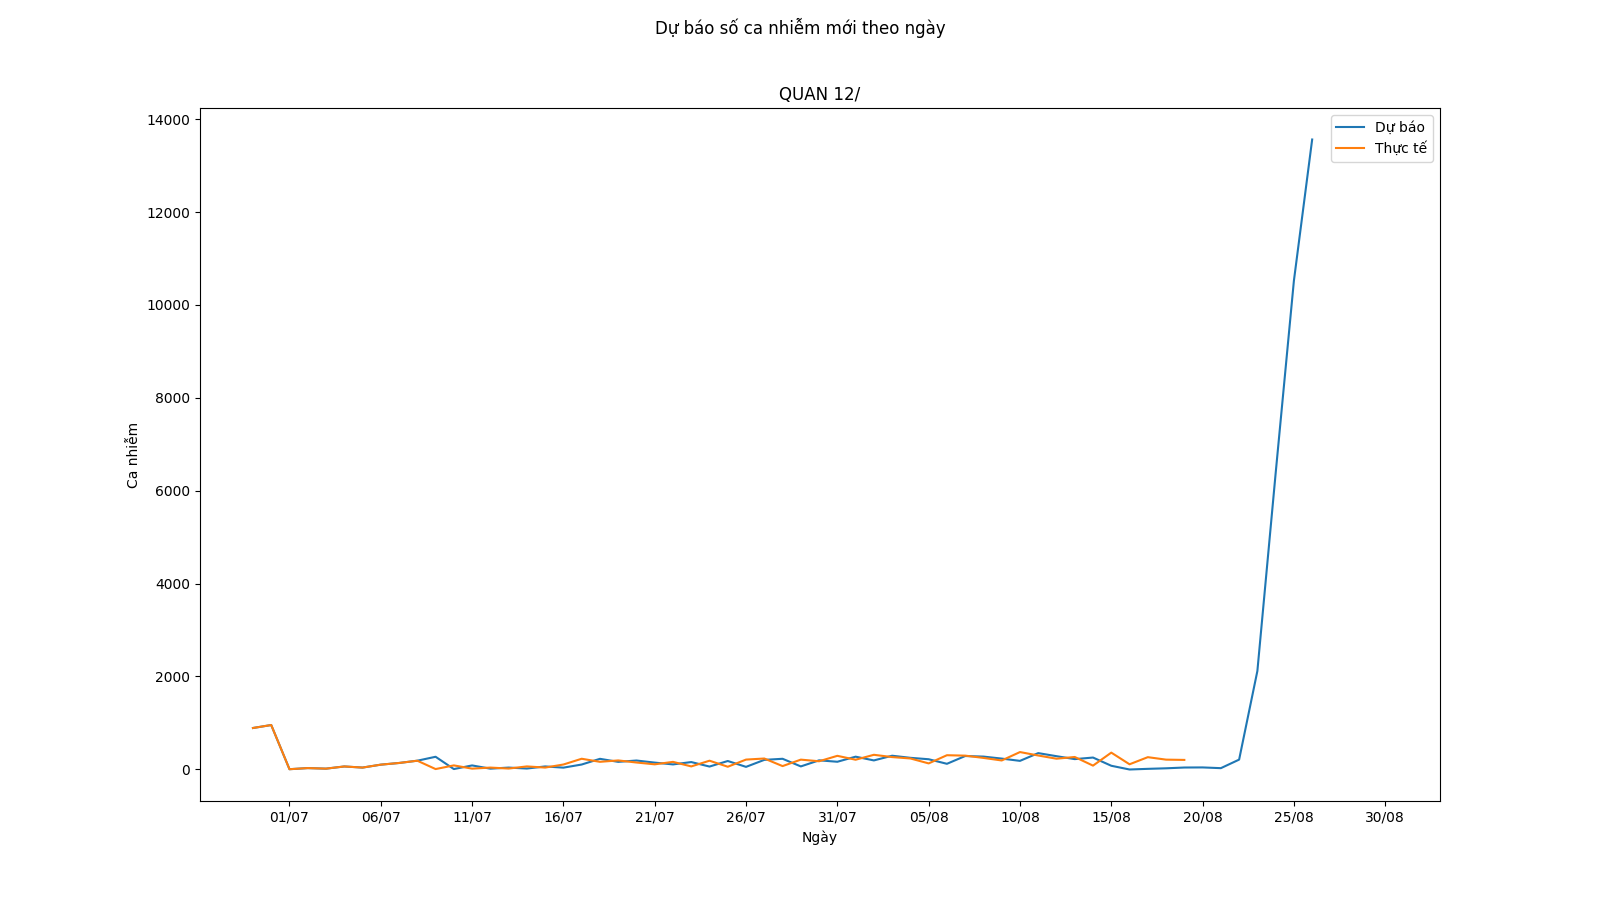 Dự báo số ca nhiễm mới theo ngày
QUAN 12/
Dự báo
Thực tế
14000
12000
10000
8000
6000
4000
2000
0
Ca nhiễm
01/07 06/07 11/07 16/07 21/07 26/07 31/07 05/08 10/08 15/08 20/08 25/08 30/08
Ngày